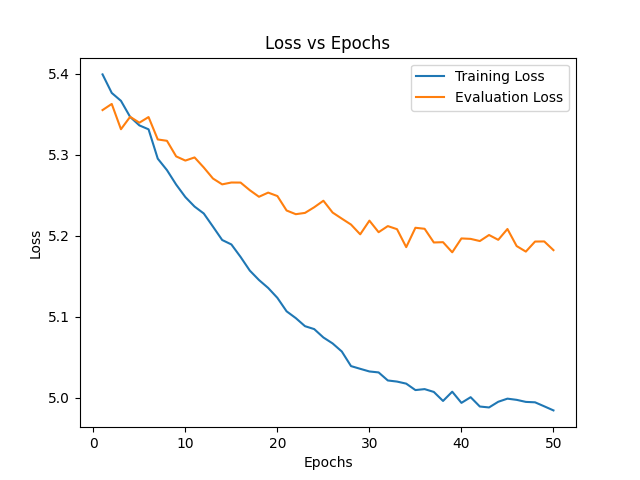 Loss vs Epochs
Training Loss
Evaluation Loss
Loss
5.4
5.3
5.2
5.1
5.0
0 10 20 30 40 50
Epochs